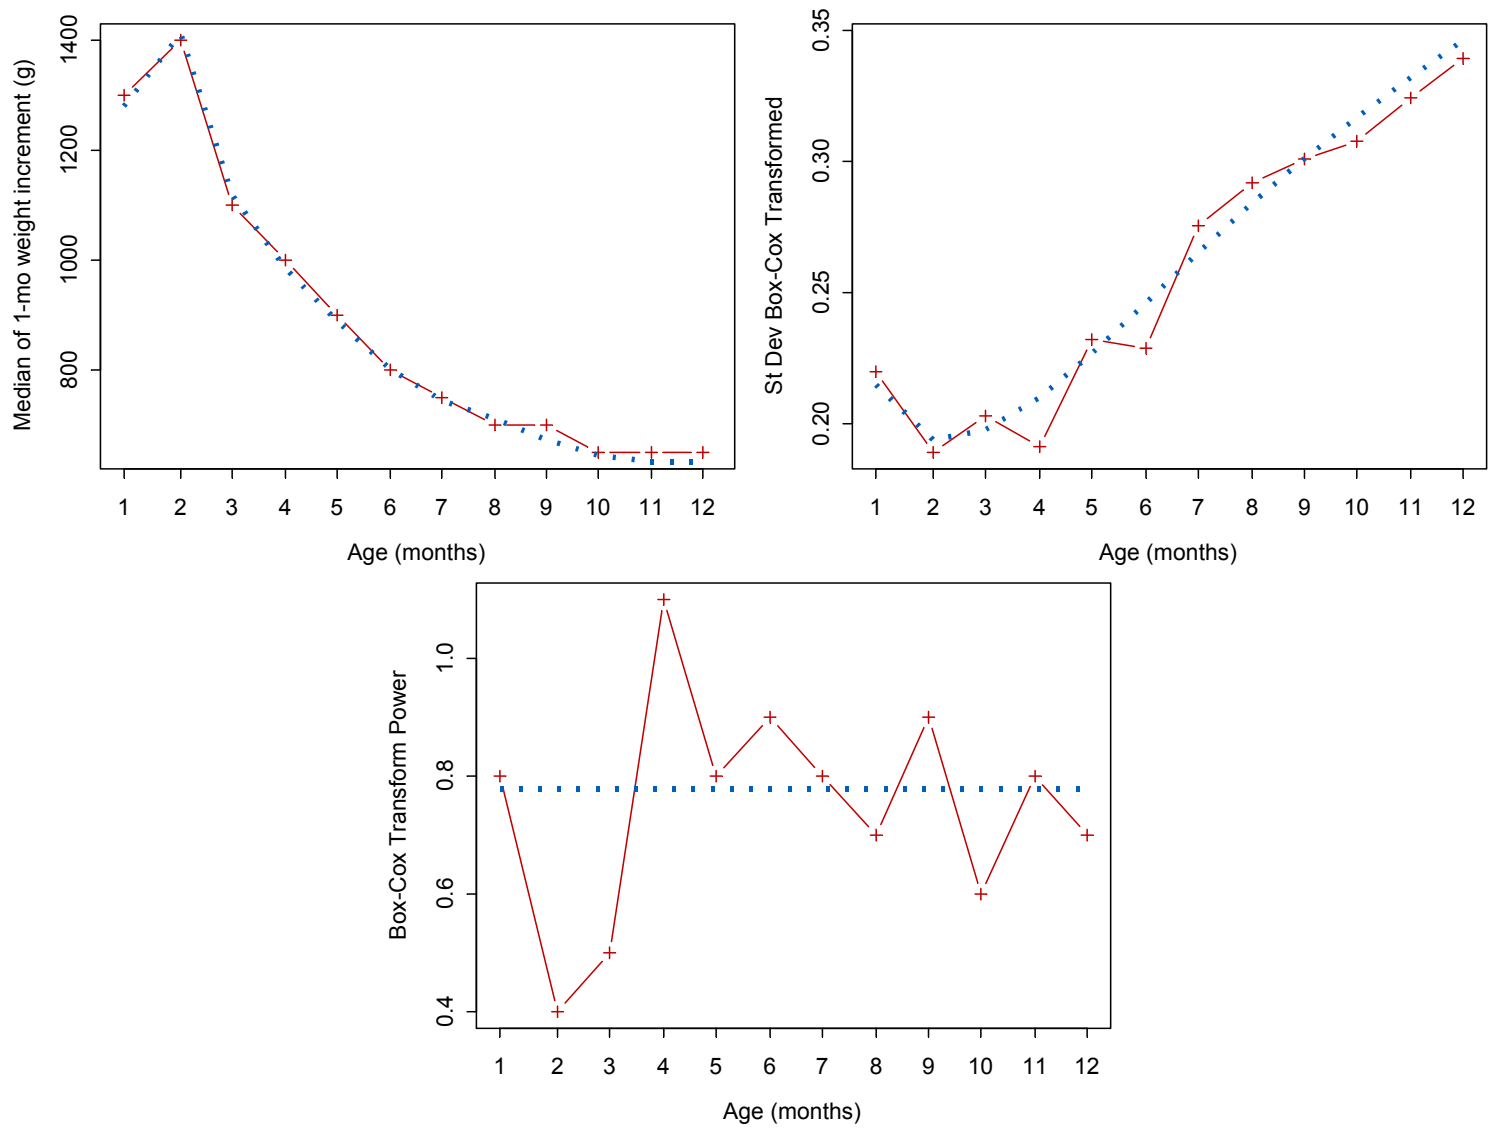 Median of 1-mo weight increment (g)
1400
1200
1000
800
1 2 3 4 5 6 7 8 9 10 11 12
Age (months)
St Dev Box-Cox Transformed
0.35
0.30
0.25
0.20
1 2 3 4 5 6 7 8 9 10 11 12
Age (months)
Box-Cox Transform Power
1.0
0.8
0.6
0.4
1 2 3 4 5 6 7 8 9 10 11 12
Age (months)